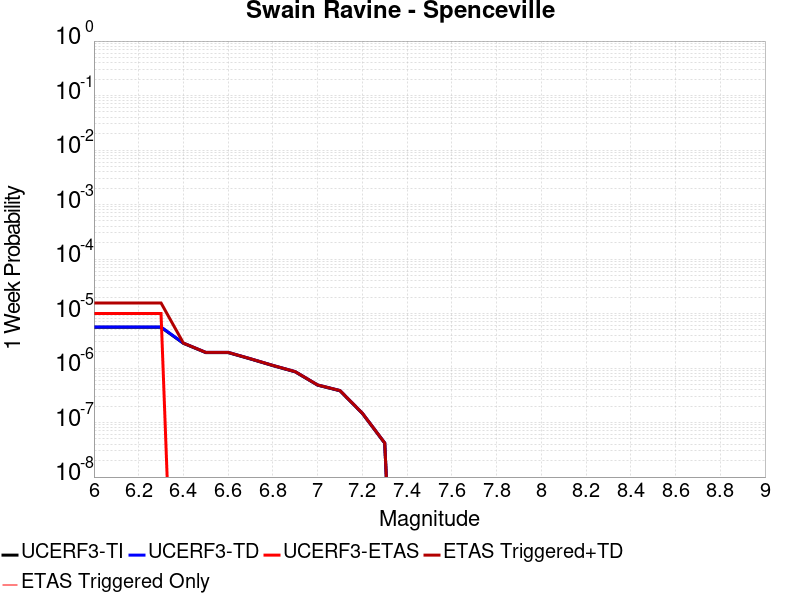 Swain Ravine - Spenceville
10^0
10^-1
10^-2
10^-3
10^-4
10^-5
10^-6
10^-7
10^-8
1 Week Probability
6 6.2 6.4 6.6 6.8 7 7.2 7.4 7.6 7.8 8 8.2 8.4 8.6 8.8 9
Magnitude
UCERF3-TI UCERF3-TD UCERF3-ETAS ETAS Triggered+TD
ETAS Triggered Only